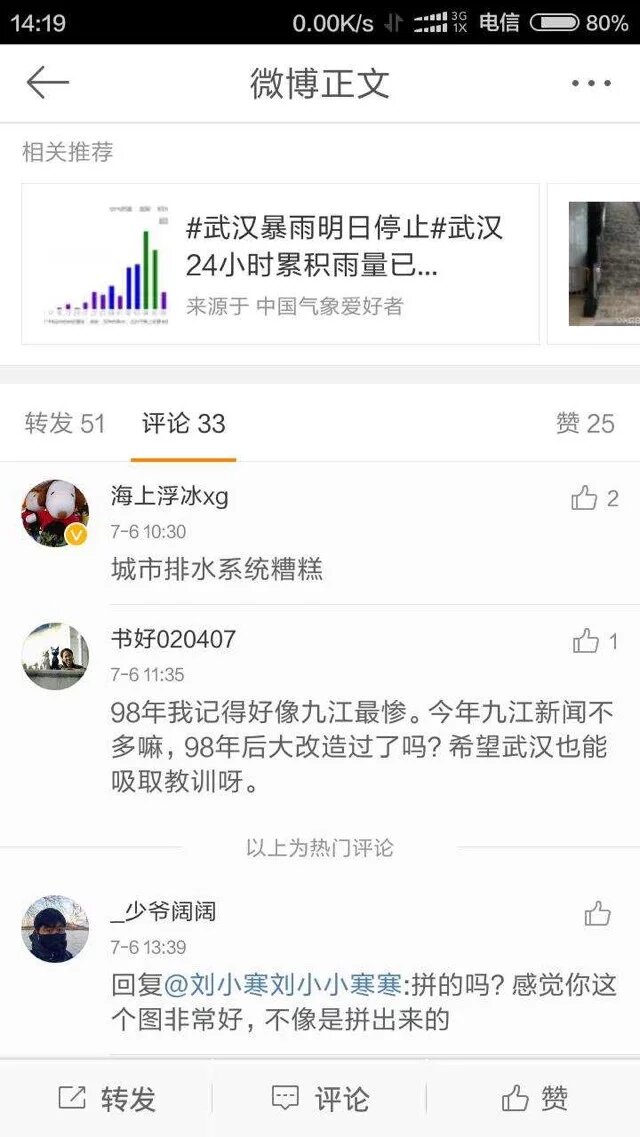 14:19
0.00K/s
3G
1X
电信
80%
微博正文
相关推荐
#武汉暴雨明日停止#武汉
24小时累积雨量已...
来源于 中国气象爱好者
转发 51
评论 33
赞 25
海上浮冰xg
2
7-6 10:30
城市排水系统糟糕
书好020407
1
7-6 11:35
98年我记得好像九江最惨。今年九江新闻不
多嘛，98年后大改造过了吗？希望武汉也能
吸取教训呀。
以上为热门评论
_少爷阔阔
7-6 13:39
回复@刘小寒刘小小寒寒:拼的吗？感觉你这
个图非常好，不像是拼出来的
转发
评论
赞